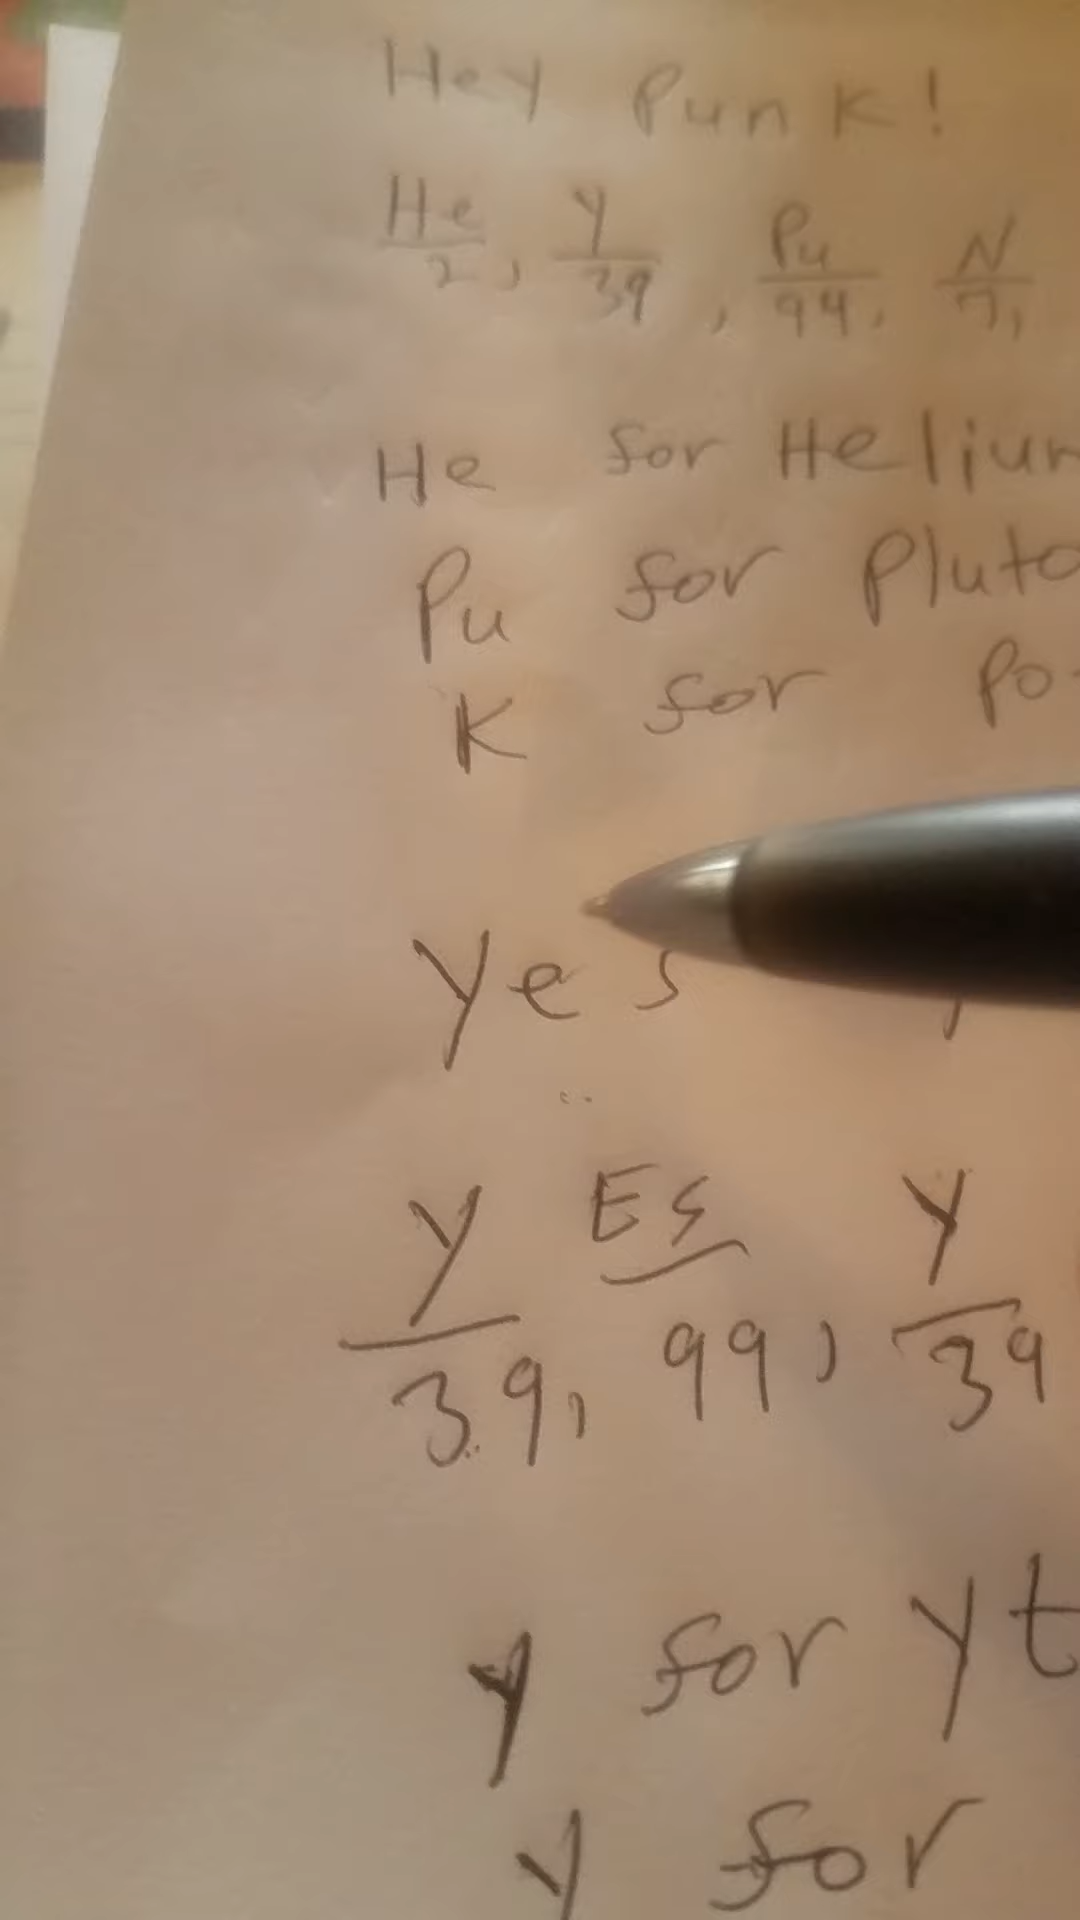 Hey Punk!
He Y Pu N
2, 39, 94, 7,
He for Helium
Pu for Pluto
K for Po
Yes
Y Es Y
39, 99, 39
y for yt
y for